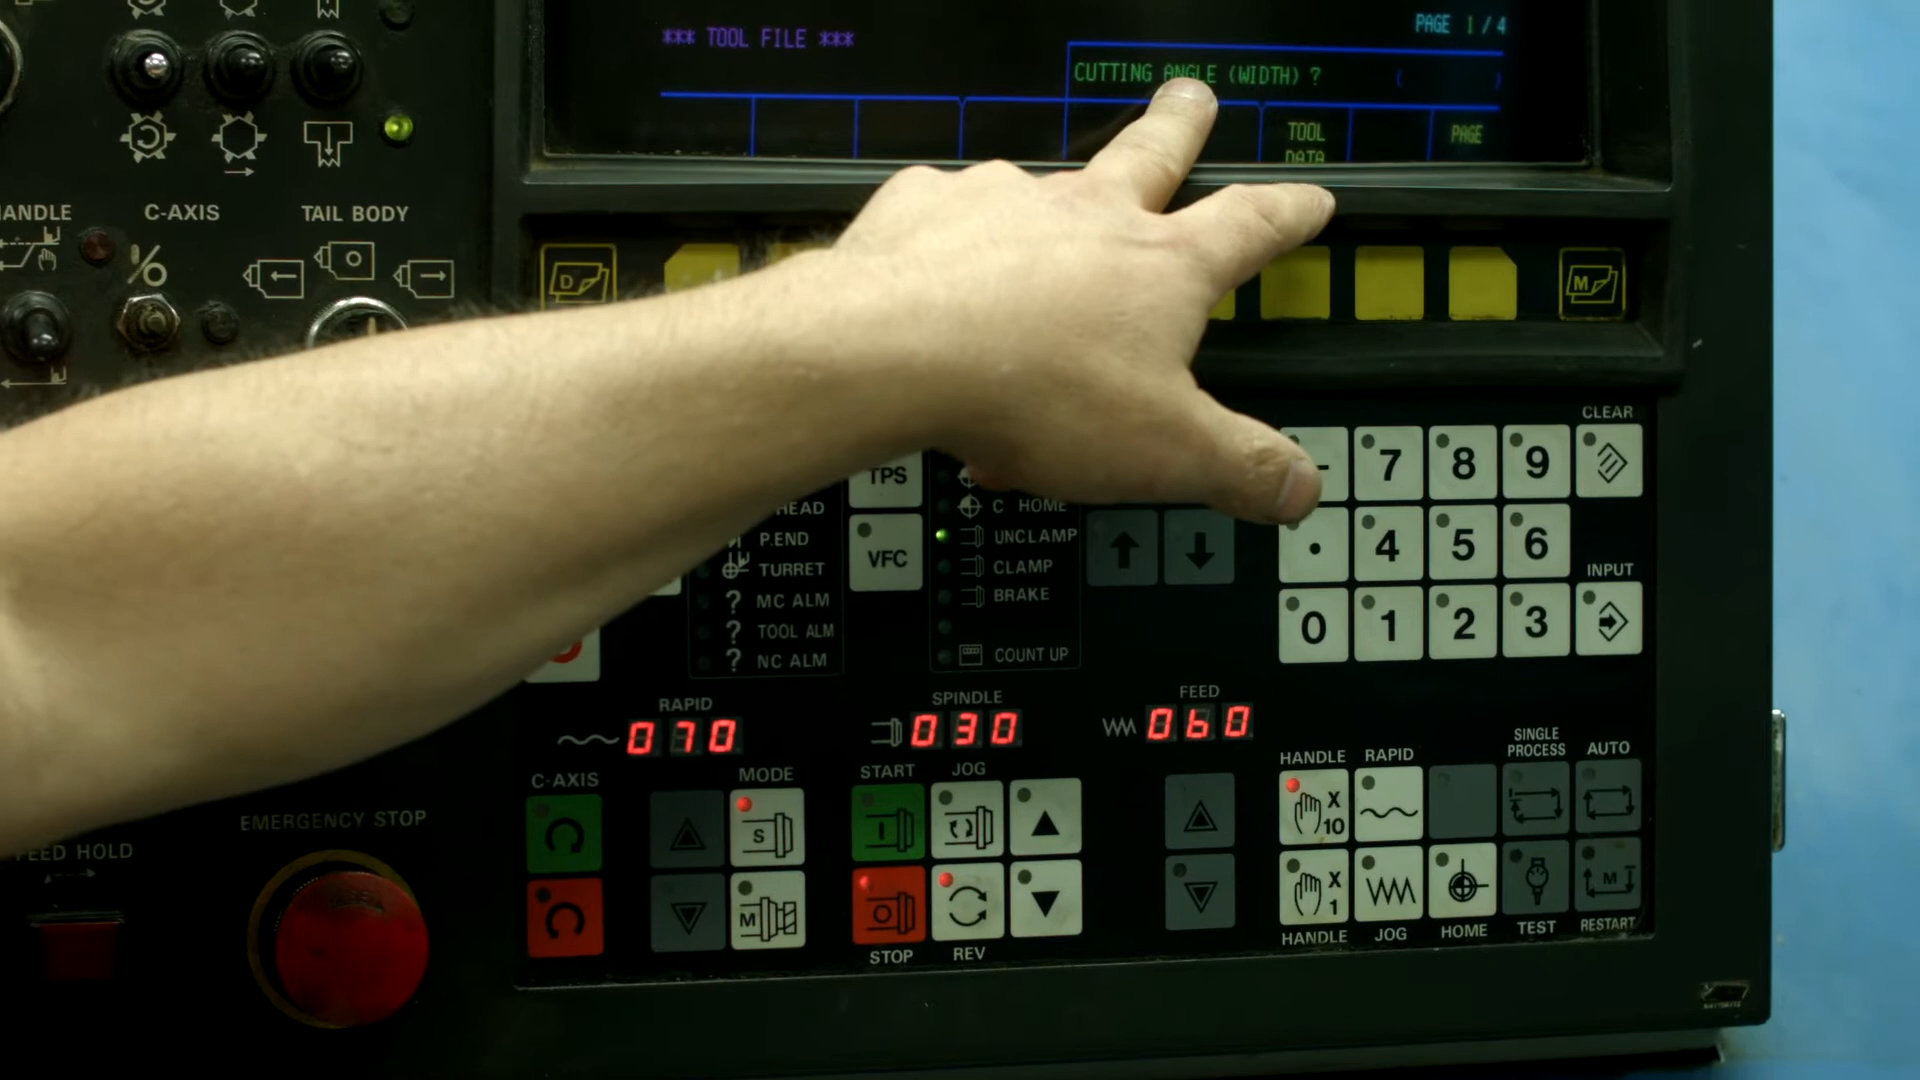 PAGE 1/4
*** TOOL FILE ***
CUTTING ANGLE (WIDTH) ? ( )
TOOL DATA
PAGE
HANDLE
C-AXIS
TAIL BODY
%
D
M
CLEAR
TPS
- 7 8 9
HEAD
C HOME
P.END
UNCLAMP
VFC
. 4 5 6
TURRET
CLAMP
INPUT
? MC ALM
BRAKE
0 1 2 3
? TOOL ALM
? NC ALM
COUNT UP
RAPID
SPINDLE
FEED
070
030
060
C-AXIS
MODE
START
JOG
HANDLE
RAPID
SINGLE PROCESS
AUTO
S
I
X 10
EMERGENCY STOP
FEED HOLD
M
O
X 1
M
STOP
REV
HANDLE
JOG
HOME
TEST
RESTART